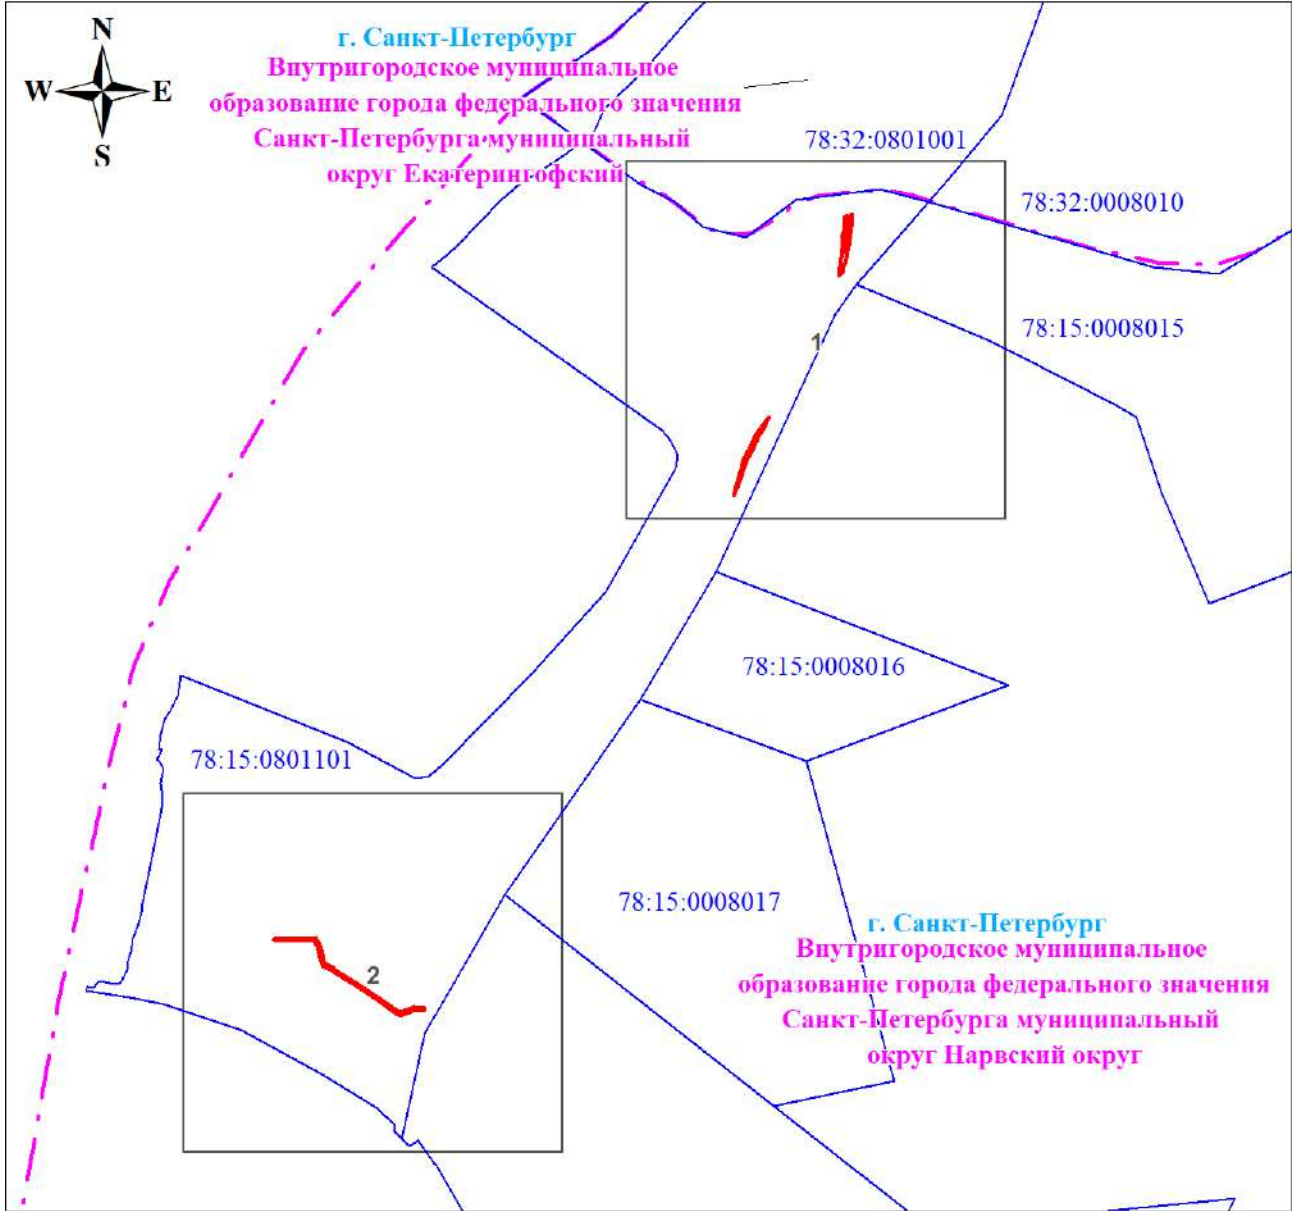 N
W E
S
г. Санкт-Петербург
Внутригородское муниципальное
образование города федерального значения
Санкт-Петербурга муниципальный
округ Екатерингофский
78:32:0801001
78:32:0008010
78:15:0008015
1
78:15:0008016
78:15:0801101
78:15:0008017
2
г. Санкт-Петербург
Внутригородское муниципальное
образование города федерального значения
Санкт-Петербурга муниципальный
округ Нарвский округ